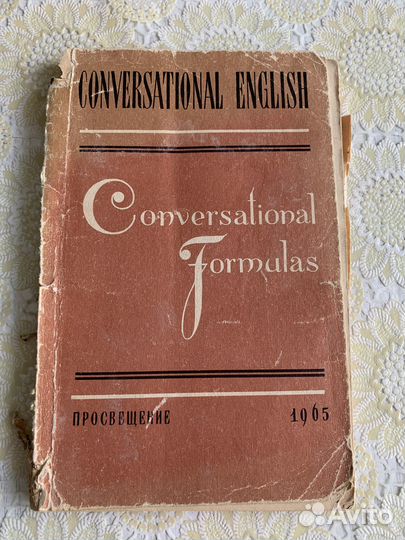 CONVERSATIONAL ENGLISH
Conversational
Formulas
ПРОСВЕЩЕНИЕ 1965
Avito